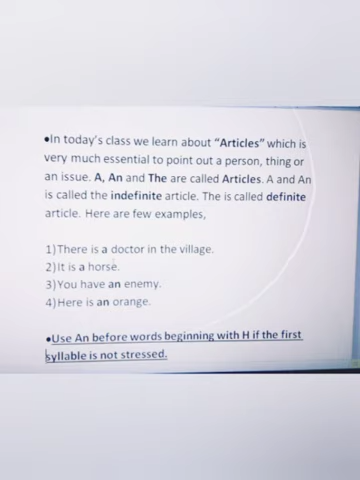 •In today's class we learn about "Articles" which is
very much essential to point out a person, thing or
an issue. A, An and The are called Articles. A and An
is called the indefinite article. The is called definite
article. Here are few examples,
1)There is a doctor in the village.
2)It is a horse.
3)You have an enemy.
4)Here is an orange.
•Use An before words beginning with H if the first
syllable is not stressed.